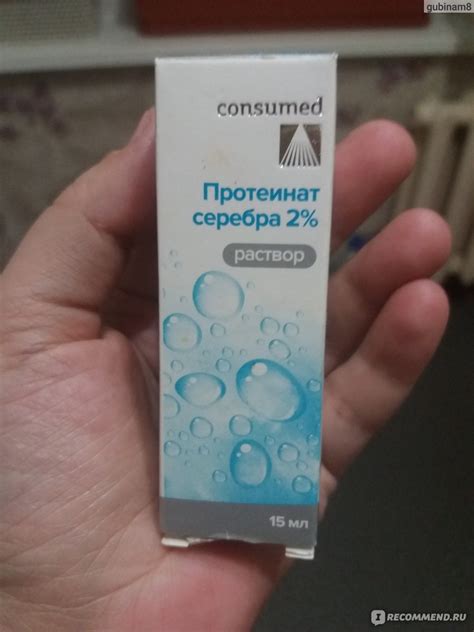 gubinam8
consumed
Протеинат
серебра 2%
раствор
15 мл
I RECOMMEND.RU